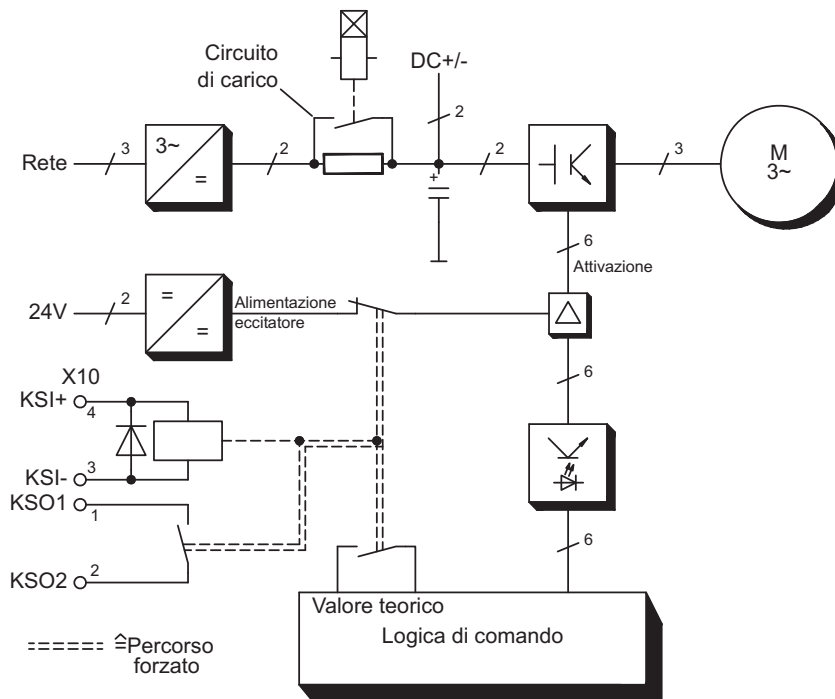 Circuito
di carico
DC+/-
2
Rete
3
3~
=
2
2
3
M
3~
6
Attivazione
24V
2
=
=
Alimentazione
eccitatore
6
X10
KSI+
4
KSI-
3
KSO1
1
KSO2
2
+
6
Valore teorico
Logica di comando
≙Percorso
forzato